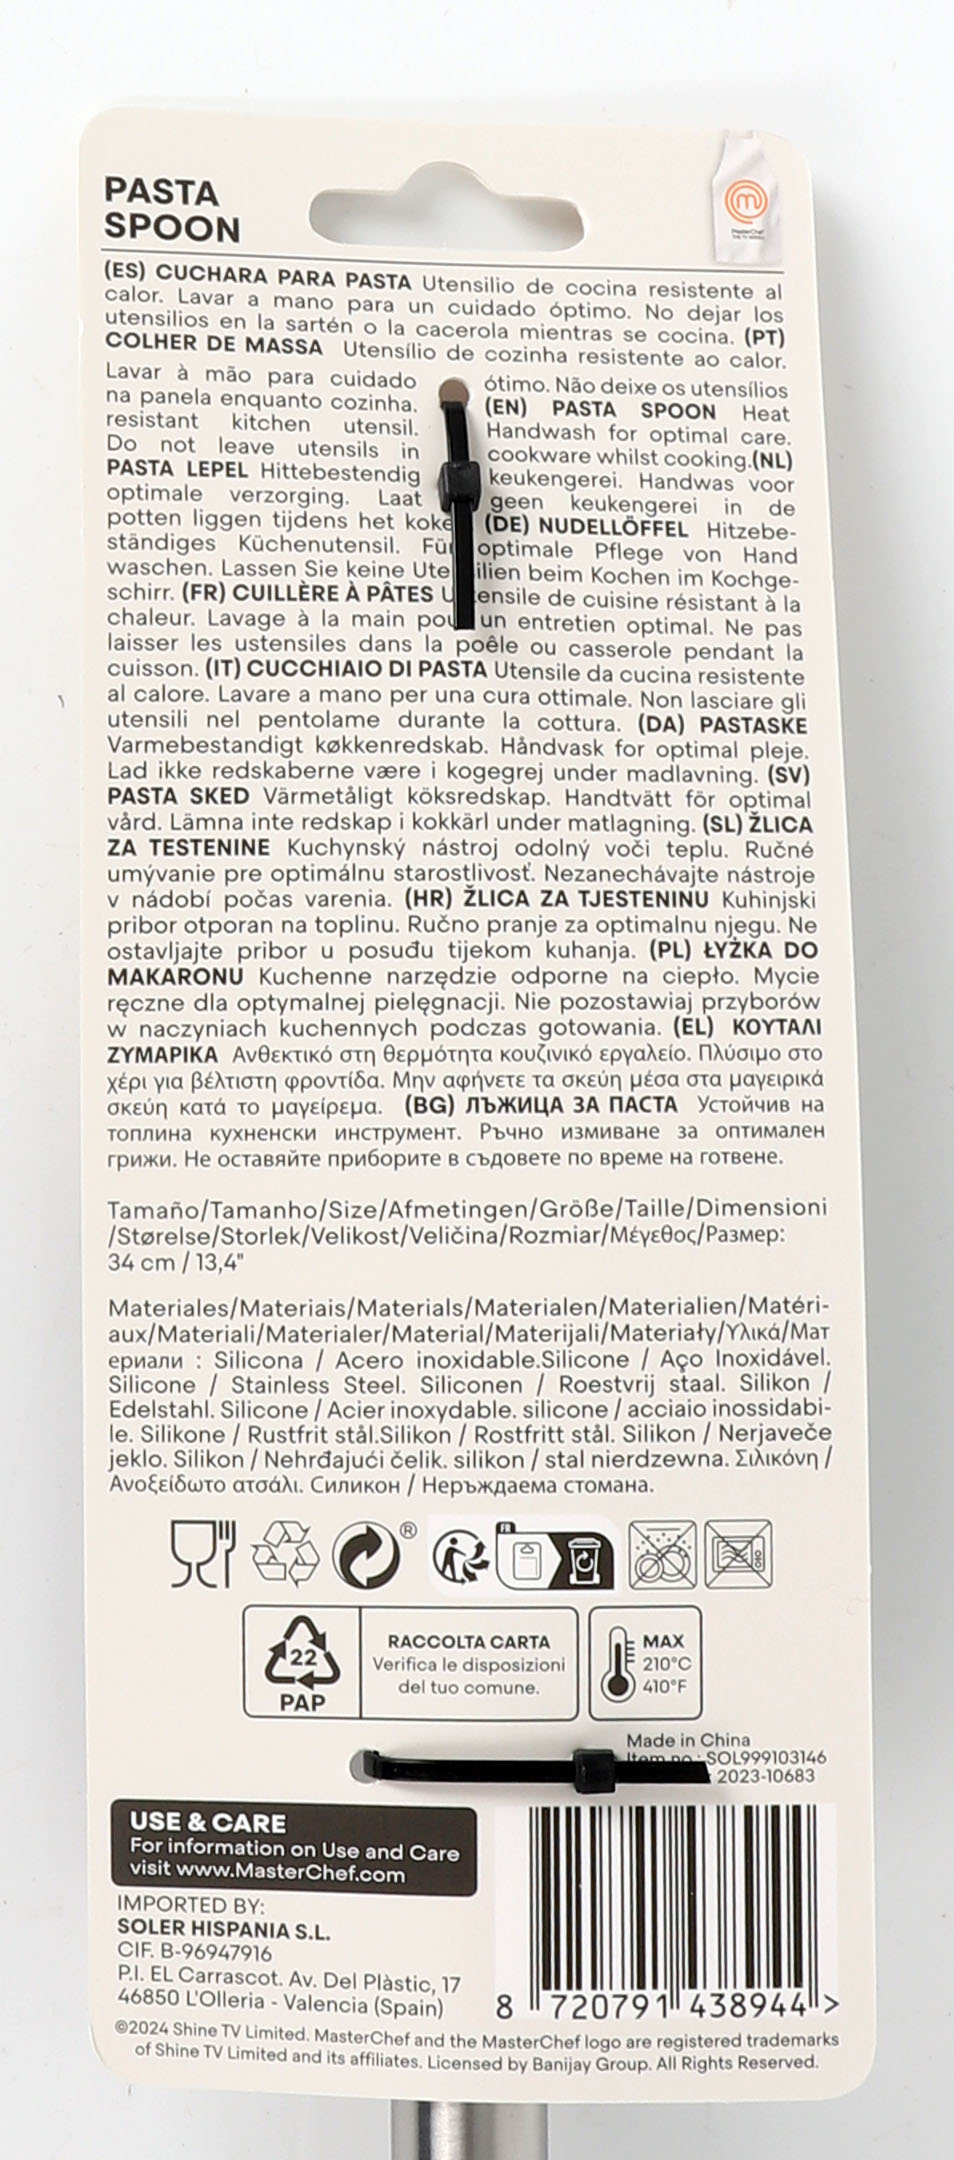 PASTA
SPOON
MasterChef
(ES) CUCHARA PARA PASTA Utensilio de cocina resistente al
calor. Lavar a mano para un cuidado óptimo. No dejar los
utensilios en la sartén o la cacerola mientras se cocina. (PT)
COLHER DE MASSA Utensílio de cozinha resistente ao calor.
Lavar à mão para cuidado ótimo. Não deixe os utensílios
na panela enquanto cozinha. (EN) PASTA SPOON Heat
resistant kitchen utensil. Handwash for optimal care.
Do not leave utensils in cookware whilst cooking.(NL)
PASTA LEPEL Hittebestendig keukengerei. Handwas voor
optimale verzorging. Laat geen keukengerei in de
potten liggen tijdens het koke (DE) NUDELLÖFFEL Hitzebe-
ständiges Küchenutensil. Für optimale Pflege von Hand
waschen. Lassen Sie keine Utensilien beim Kochen im Kochge-
schirr. (FR) CUILLÈRE À PÂTES Ustensile de cuisine résistant à la
chaleur. Lavage à la main pour un entretien optimal. Ne pas
laisser les ustensiles dans la poêle ou casserole pendant la
cuisson. (IT) CUCCHIAIO DI PASTA Utensile da cucina resistente
al calore. Lavare a mano per una cura ottimale. Non lasciare gli
utensili nel pentolame durante la cottura. (DA) PASTASKE
Varmebestandigt køkkenredskab. Håndvask for optimal pleje.
Lad ikke redskaberne være i kogegrej under madlavning. (SV)
PASTA SKED Värmetåligt köksredskap. Handtvätt för optimal
vård. Lämna inte redskap i kokkärl under matlagning. (SL) ŽLICA
ZA TESTENINE Kuchynský nástroj odolný voči teplu. Ručné
umývanie pre optimálnu starostlivosť. Nezanechávajte nástroje
v nádobí počas varenia. (HR) ŽLICA ZA TJESTENINU Kuhinjski
pribor otporan na toplinu. Ručno pranje za optimalnu njegu. Ne
ostavljajte pribor u posuđu tijekom kuhanja. (PL) ŁYŻKA DO
MAKARONU Kuchenne narzędzie odporne na ciepło. Mycie
ręczne dla optymalnej pielęgnacji. Nie pozostawiaj przyborów
w naczyniach kuchennych podczas gotowania. (EL) ΚΟΥΤΑΛΙ
ΖΥΜΑΡΙΚΑ Ανθεκτικό στη θερμότητα κουζινικό εργαλείο. Πλύσιμο στο
χέρι για βέλτιστη φροντίδα. Μην αφήνετε τα σκεύη μέσα στα μαγειρικά
σκεύη κατά το μαγείρεμα. (BG) ЛЪЖИЦА ЗА ПАСТА Устойчив на
топлина кухненски инструмент. Ръчно измиване за оптимален
грижи. Не оставяйте приборите в съдовете по време на готвене.
Tamaño/Tamanho/Size/Afmetingen/Größe/Taille/Dimensioni
/Størelse/Storlek/Velikost/Veličina/Rozmiar/Μέγεθος/Размер:
34 cm / 13,4"
Materiales/Materiais/Materials/Materialen/Materialien/Matéri-
aux/Materiali/Materialer/Material/Materijali/Materiały/Υλικά/Мат
ериали : Silicona / Acero inoxidable.Silicone / Aço Inoxidável.
Silicone / Stainless Steel. Siliconen / Roestvrij staal. Silikon /
Edelstahl. Silicone / Acier inoxydable. silicone / acciaio inossidabi-
le. Silikone / Rustfrit stål.Silikon / Rostfritt stål. Silikon / Nerjaveče
jeklo. Silikon / Nehrđajući čelik. silikon / stal nierdzewna. Σιλικόνη /
Ανοξείδωτο ατσάλι. Силикон / Неръждаема стомана.
®
FR
22
PAP
RACCOLTA CARTA
Verifica le disposizioni
del tuo comune.
MAX
210°C
410°F
Made in China
Item no.: SOL999103146
: 2023-10683
USE & CARE
For information on Use and Care
visit www.MasterChef.com
IMPORTED BY:
SOLER HISPANIA S.L.
CIF. B-96947916
P.I. EL Carrascot. Av. Del Plàstic, 17
46850 L'Olleria - Valencia (Spain)
8 720791 438944 >
©2024 Shine TV Limited. MasterChef and the MasterChef logo are registered trademarks
of Shine TV Limited and its affiliates. Licensed by Banijay Group. All Rights Reserved.